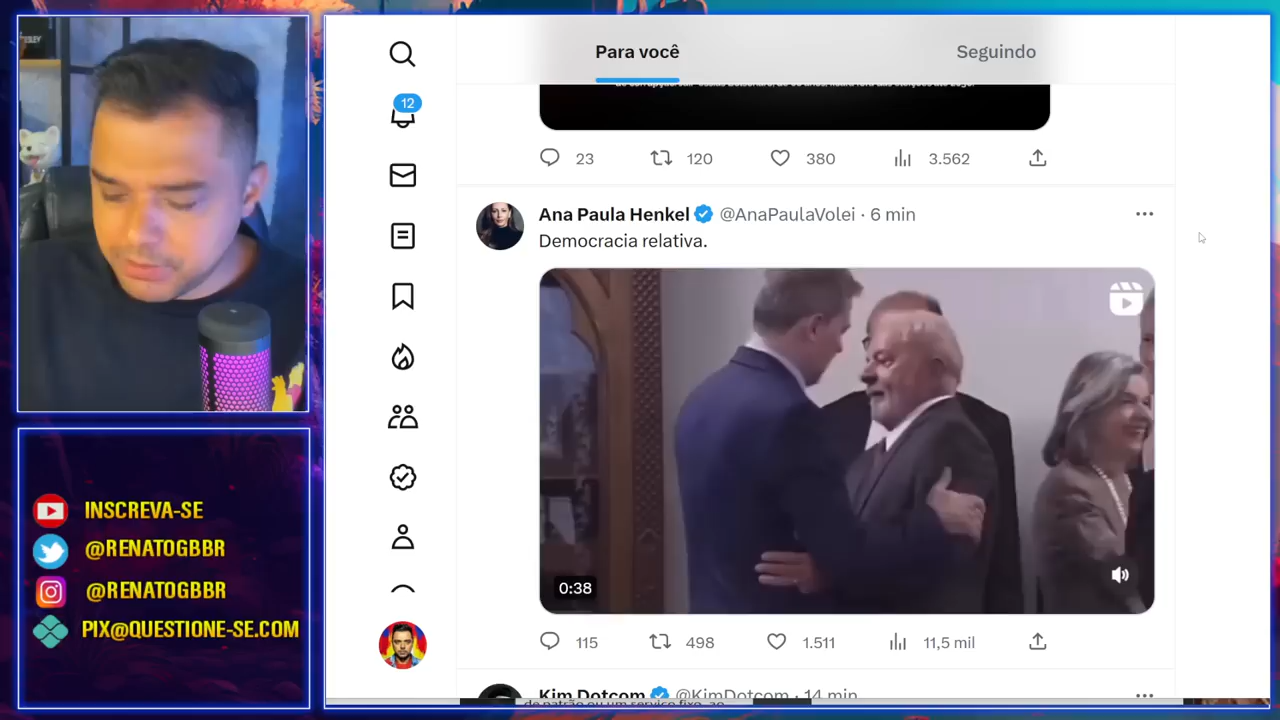 Para você
Seguindo
12
23
120
380
3.562
Ana Paula Henkel @AnaPaulaVolei · 6 min
Democracia relativa.
0:38
115
498
1.511
11,5 mil
Kim Dotcom @KimDotcom · 14 min
INSCREVA-SE
@RENATOGBBR
@RENATOGBBR
PIX@QUESTIONE-SE.COM